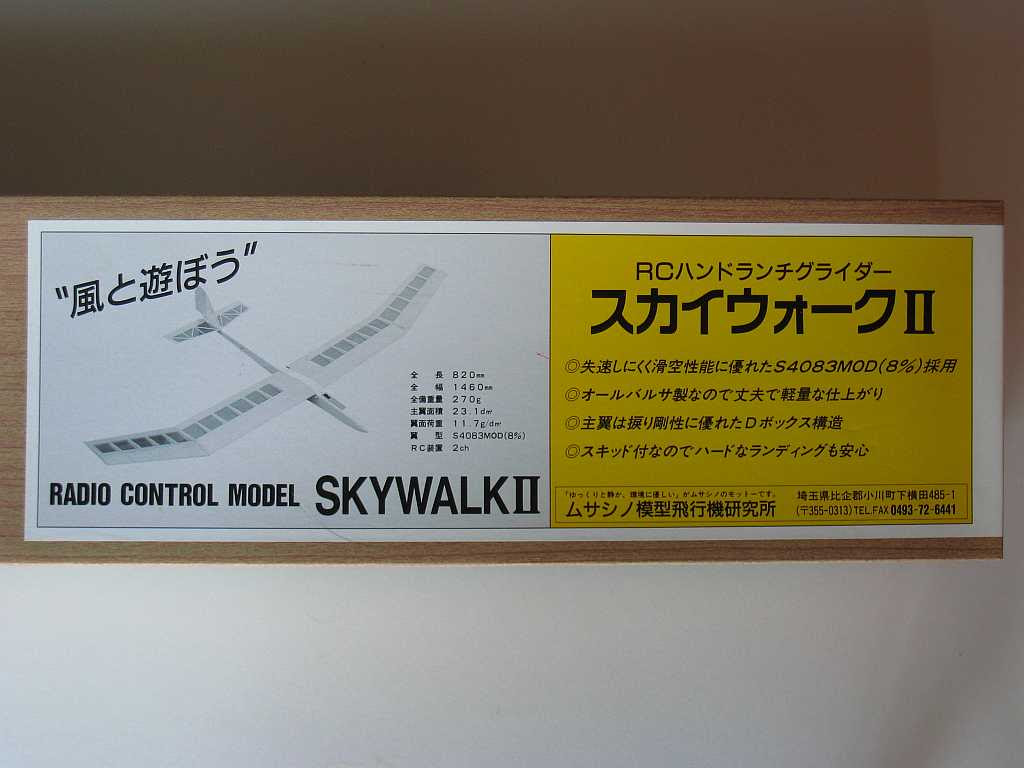 “風と遊ぼう”
全長 820mm
全幅 1460mm
全備重量 270g
主翼面積 23.1d㎡
翼面荷重 11.7g/d㎡
翼型 S4083MOD(8%)
RC装置 2ch
RADIO CONTROL MODEL SKYWALKⅡ
RCハンドランチグライダー
スカイウォークⅡ
◎失速しにくく滑空性能に優れたS4083MOD(8%)採用
◎オールバルサ製なので丈夫で軽量な仕上がり
◎主翼は捩り剛性に優れたDボックス構造
◎スキッド付なのでハードなランディングも安心
「ゆっくりと静か、環境に優しい」がムサシノのモットーです。
ムサシノ模型飛行機研究所
埼玉県比企郡小川町下横田485-1
(〒355-0313) TEL.FAX 0493-72-6441